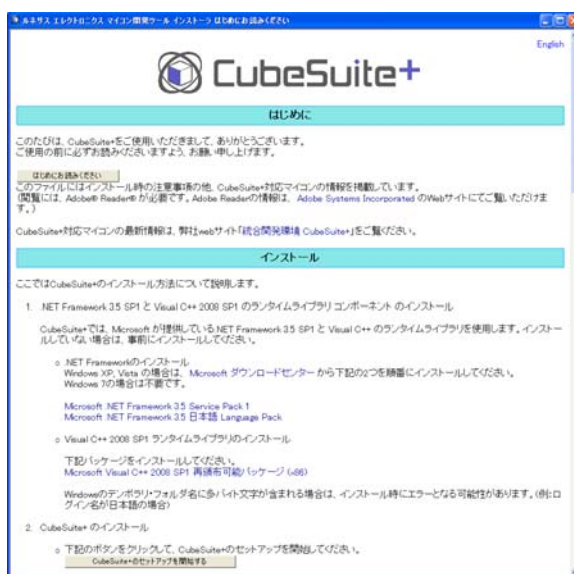 ルネサス エレクトロニクス マイコン開発ツール インストーラ はじめにお読みください
English
CubeSuite+
はじめに
このたびは、CubeSuite+をご使用いただきまして、ありがとうございます。
ご使用の前に必ずお読みくださいますよう、お願い申し上げます。
はじめにお読みください
このファイルにはインストール時の注意事項の他、CubeSuite+対応マイコンの情報を掲載しています。
(閲覧には、Adobe® Reader® が必要です。Adobe Readerの情報は、Adobe Systems Incorporated のWebサイトにてご覧いただけま
す。)
CubeSuite+対応マイコンの最新情報は、弊社webサイト「統合開発環境 CubeSuite+」をご覧ください。
インストール
ここではCubeSuite+のインストール方法について説明します。
1. .NET Framework 3.5 SP1 と Visual C++ 2008 SP1 のランタイムライブラリ コンポーネント のインストール
CubeSuite+では、Microsoft が提供している.NET Framework 3.5 SP1 と Visual C++ のランタイムライブラリを使用します。インストー
ルしていない場合は、事前にインストールしてください。
○ .NET Frameworkのインストール
Windows XP, Vista の場合は、Microsoft ダウンロードセンター から下記の2つを順番にインストールしてください。
Windows 7の場合は不要です。
Microsoft .NET Framework 3.5 Service Pack 1
Microsoft .NET Framework 3.5 日本語 Language Pack
○ Visual C++ 2008 SP1 ランタイムライブラリのインストール
下記パッケージをインストールしてください。
Microsoft Visual C++ 2008 SP1 再頒布可能パッケージ (x86)
Windowsのテンポラリ・フォルダ名に多バイト文字が含まれる場合は、インストール時にエラーとなる可能性があります。(例:ロ
グイン名が日本語の場合)
2. CubeSuite+ のインストール
○ 下記のボタンをクリックして、CubeSuite+のセットアップを開始してください。
CubeSuite+のセットアップを開始する